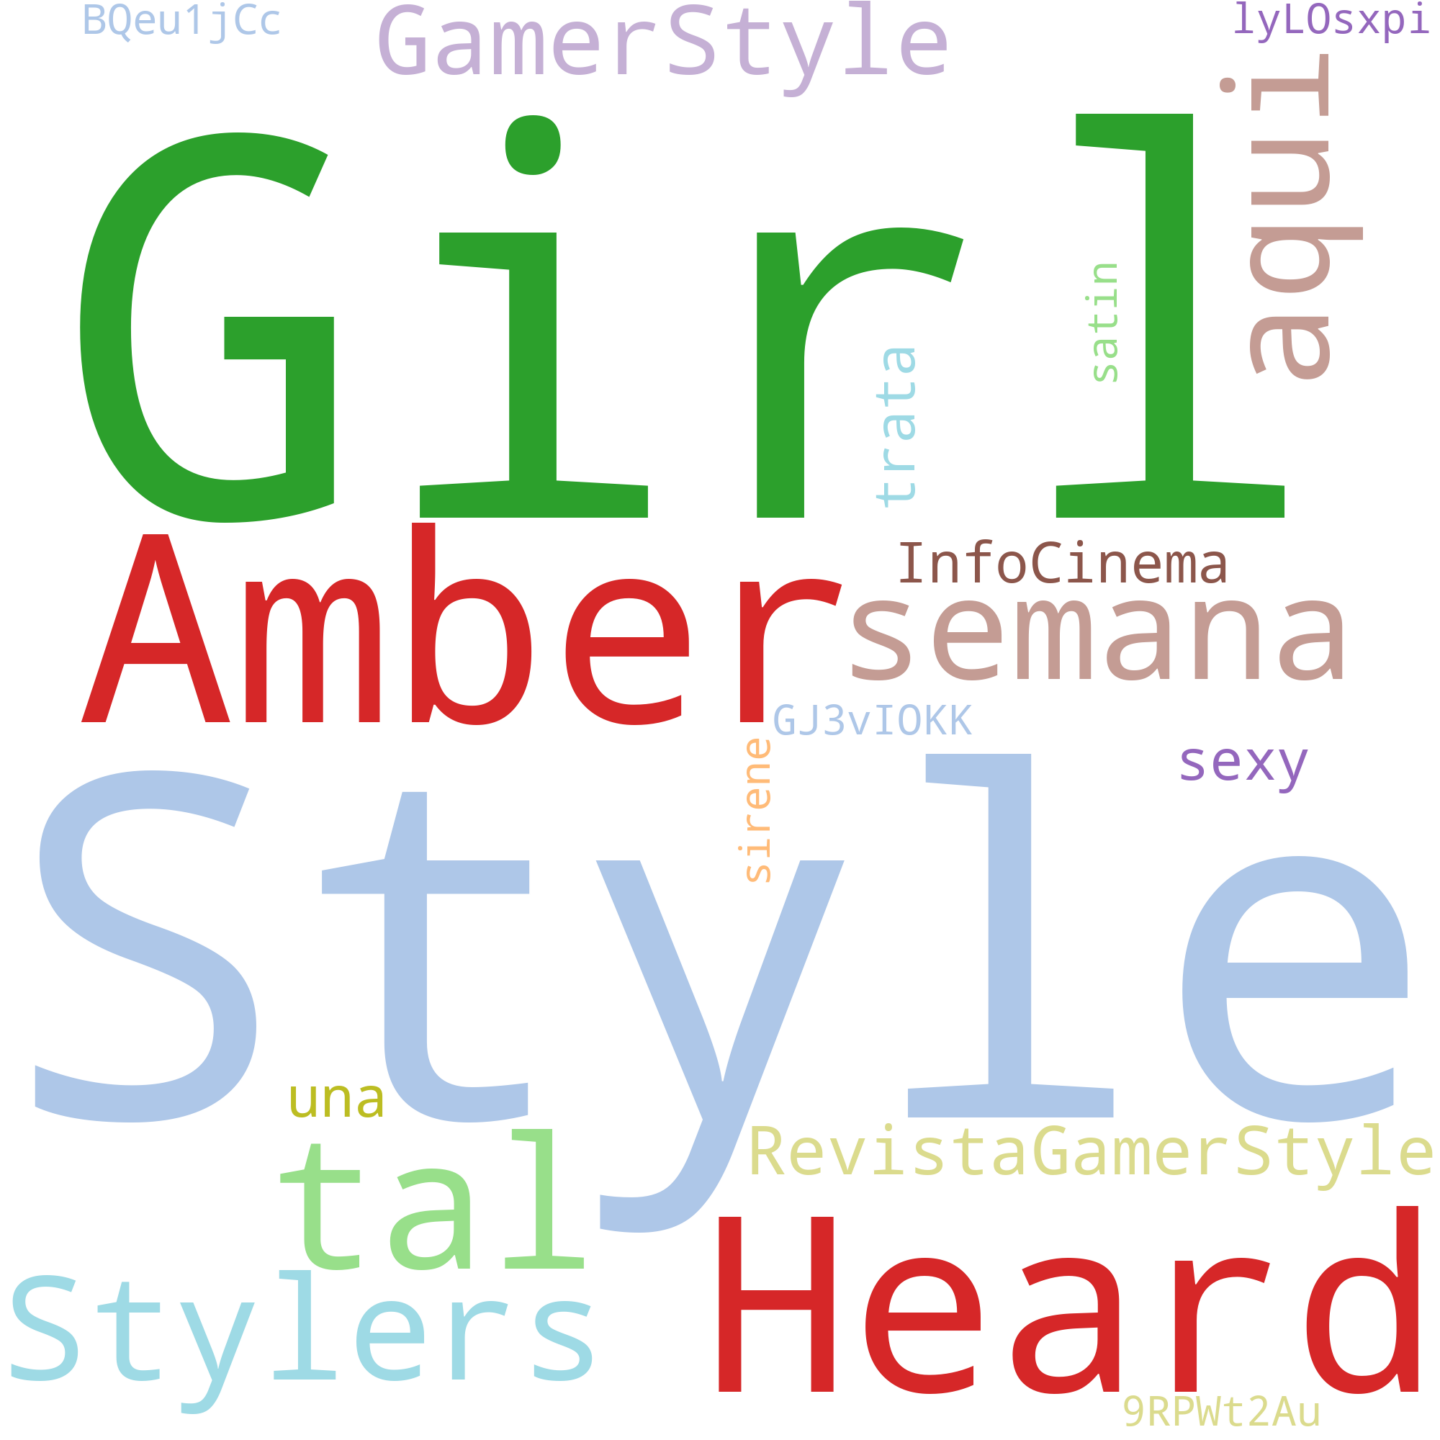 BQeu1jCc
GamerStyle
lyLOsxpi
aqui
Girl
satin
trata
Amber
InfoCinema
semana
GJ3vIOKK
sexy
sirene
Style
una
tal
RevistaGamerStyle
Stylers
Heard
9RPWt2Au